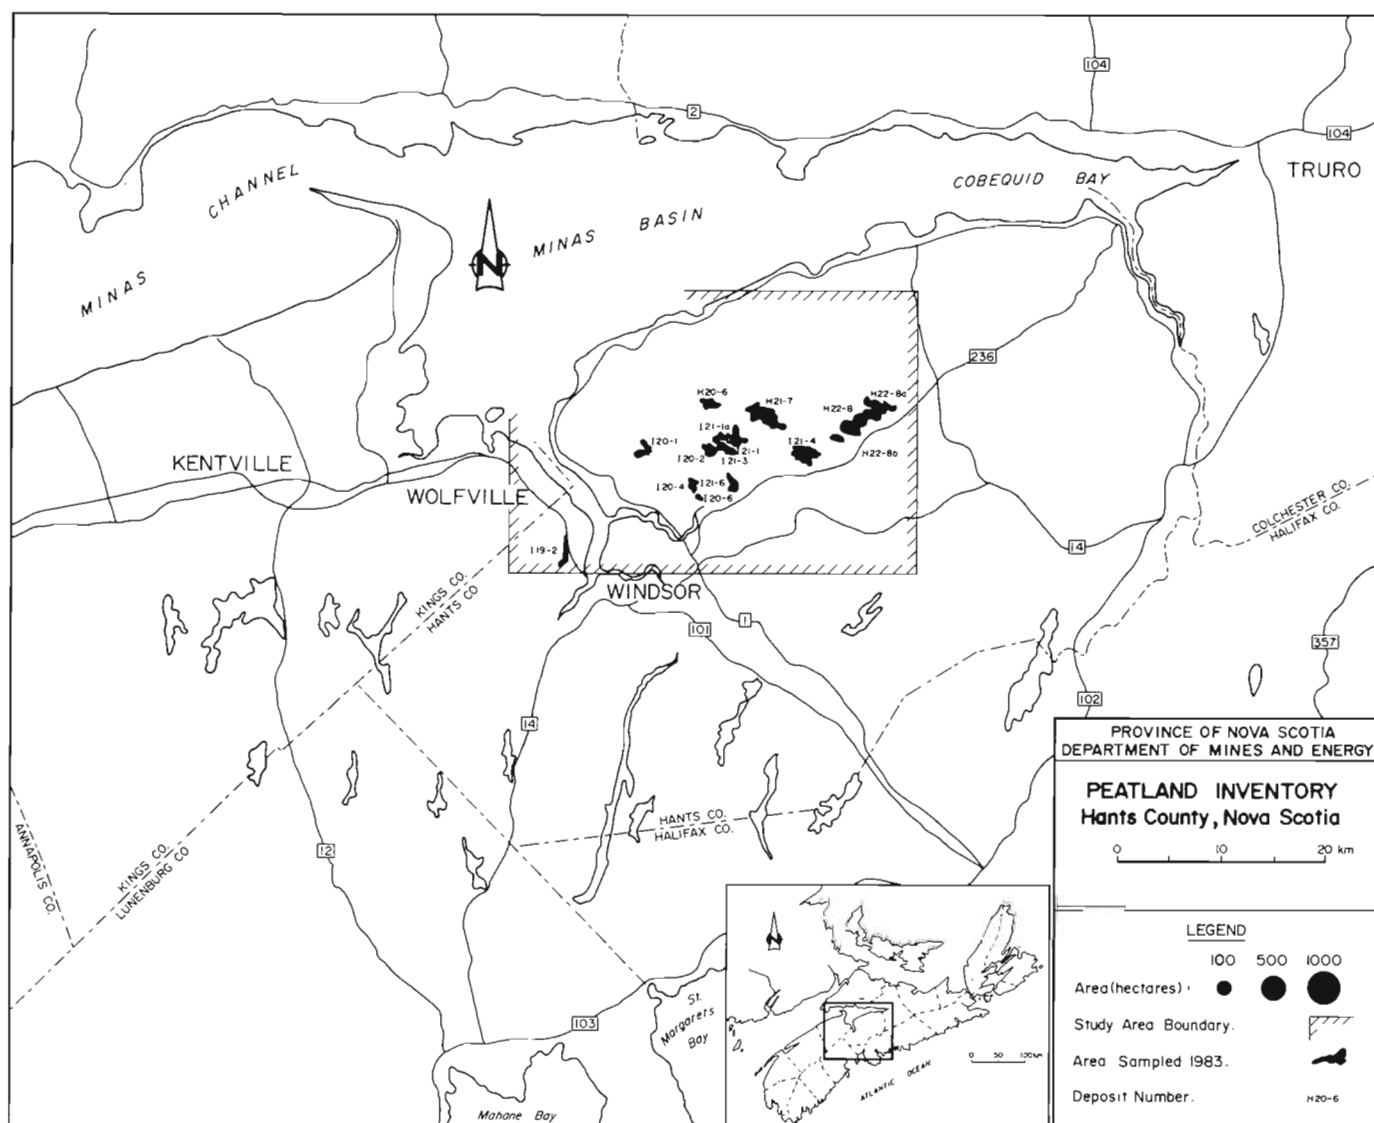 104
2
104
TRURO
CHANNEL
COBEQUID BAY
MINAS BASIN
N
MINAS
236
H20-6
H21-7
H22-8a
H22-8
I21-1a
I20-1
I21-1
I21-4
I20-2
I21-3
H22-8b
KENTVILLE
WOLFVILLE
I20-4
I21-6
I20-6
COLCHESTER CO.
HALIFAX CO.
I19-2
14
KINGS CO.
HANTS CO
WINDSOR
1
101
357
102
14
PROVINCE OF NOVA SCOTIA
DEPARTMENT OF MINES AND ENERGY
PEATLAND INVENTORY
Hants County, Nova Scotia
0 10 20 km
HANTS CO.
HALIFAX CO.
12
ANNAPOLIS CO.
KINGS CO.
LUNENBURG CO
LEGEND
100 500 1000
Area (hectares)
Study Area Boundary.
Area Sampled 1983.
Deposit Number.
H20-6
N
0 50 100 km
ATLANTIC OCEAN
St.
Margarets
Bay
103
Mahane Bay